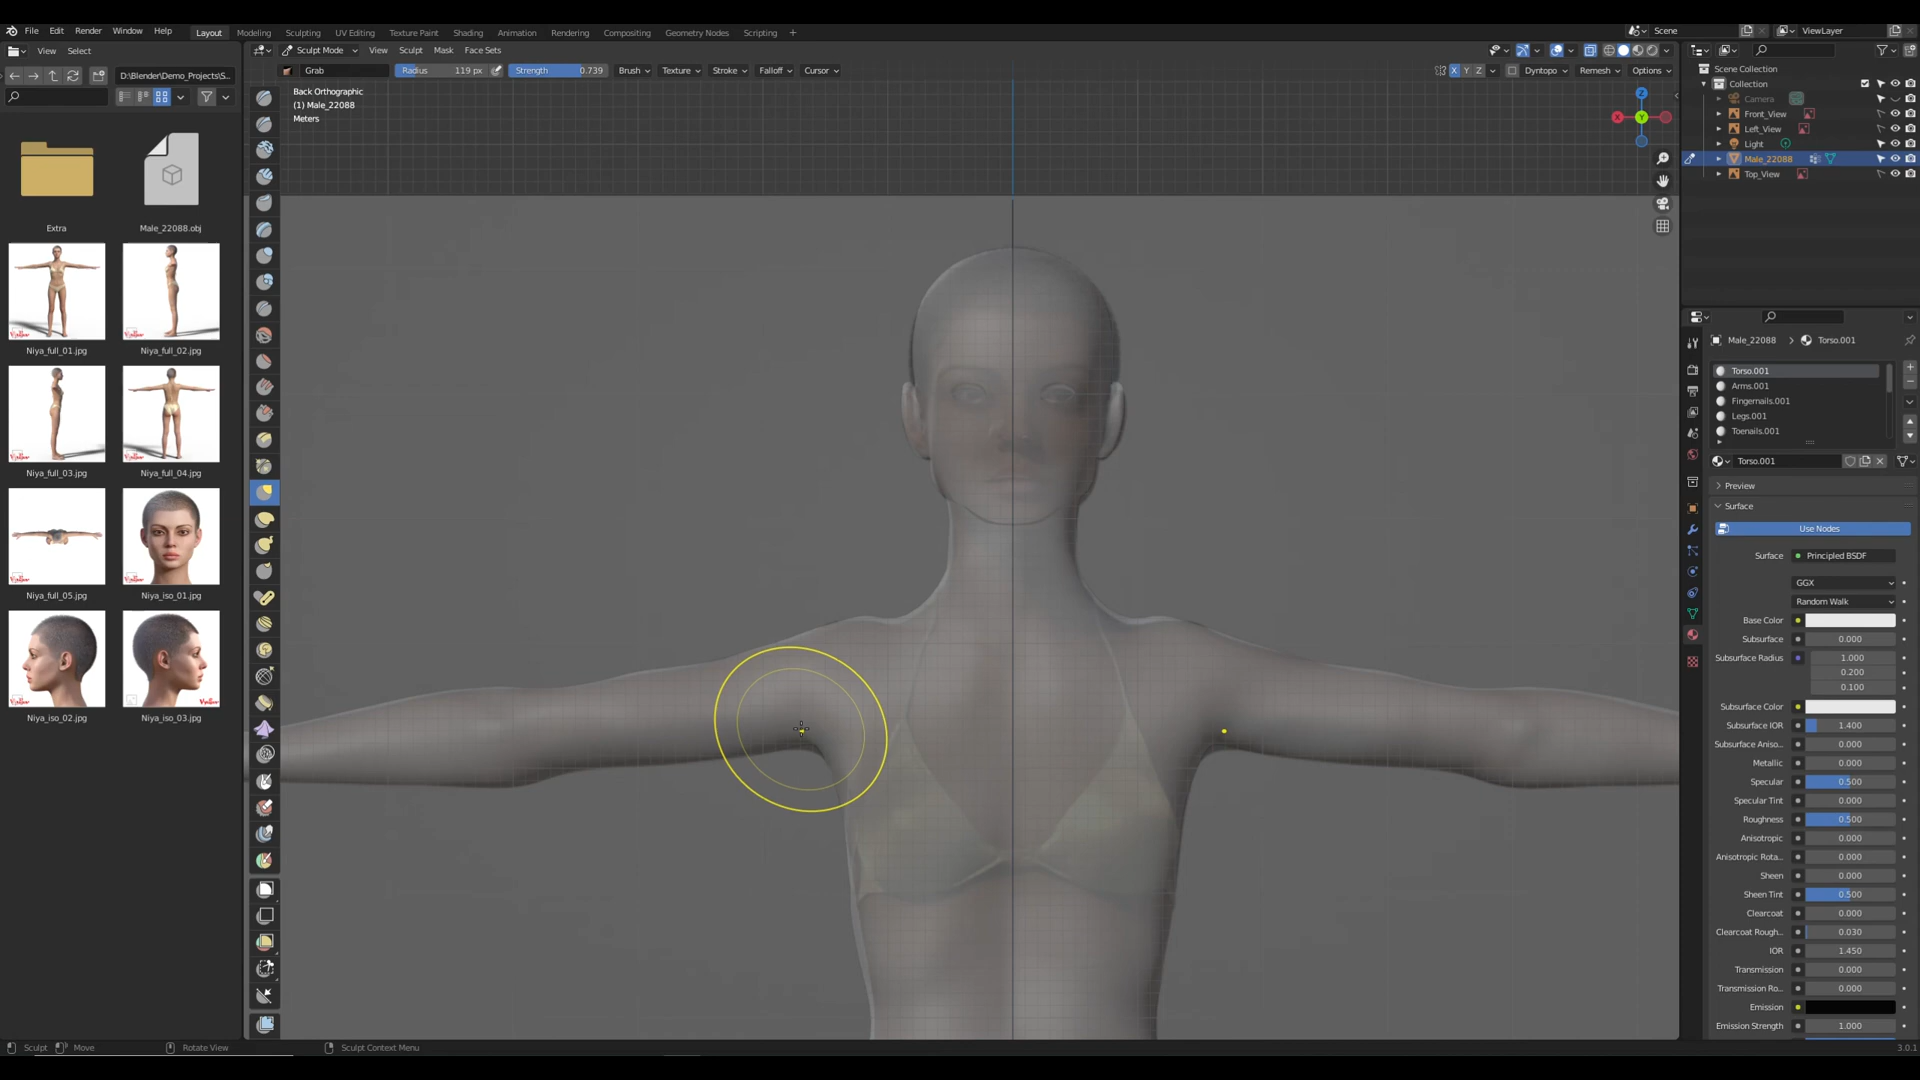 File Edit Render Window Help
Layout Modeling Sculpting UV Editing Texture Paint Shading Animation Rendering Compositing Geometry Nodes Scripting +
Scene
ViewLayer
View Select
D:\Blender\Demo_Projects\S...
Extra
Male_22088.obj
Niya_full_01.jpg
Niya_full_02.jpg
Niya_full_03.jpg
Niya_full_04.jpg
Niya_full_05.jpg
Niya_iso_01.jpg
Niya_iso_02.jpg
Niya_iso_03.jpg
Sculpt Mode View Sculpt Mask Face Sets
Grab Radius 119 px Strength 0.739 Brush Texture Stroke Falloff Cursor
X Y Z Dyntopo Remesh Options
Back Orthographic
(1) Male_22088
Meters
Z
X
Y
Scene Collection
Collection
Camera
Front_View
Left_View
Light
Male_22088
Top_View
Male_22088 Torso.001
Torso.001
Arms.001
Fingernails.001
Legs.001
Toenails.001
Torso.001
Preview
Surface
Use Nodes
Surface Principled BSDF
GGX
Random Walk
Base Color
Subsurface 0.000
Subsurface Radius 1.000
0.200
0.100
Subsurface Color
Subsurface IOR 1.400
Subsurface Aniso... 0.000
Metallic 0.000
Specular 0.500
Specular Tint 0.000
Roughness 0.500
Anisotropic 0.000
Anisotropic Rota... 0.000
Sheen 0.000
Sheen Tint 0.500
Clearcoat 0.000
Clearcoat Rough... 0.030
IOR 1.450
Transmission 0.000
Transmission Ro... 0.000
Emission
Emission Strength 1.000
Sculpt Move Rotate View Sculpt Context Menu
3.0.1